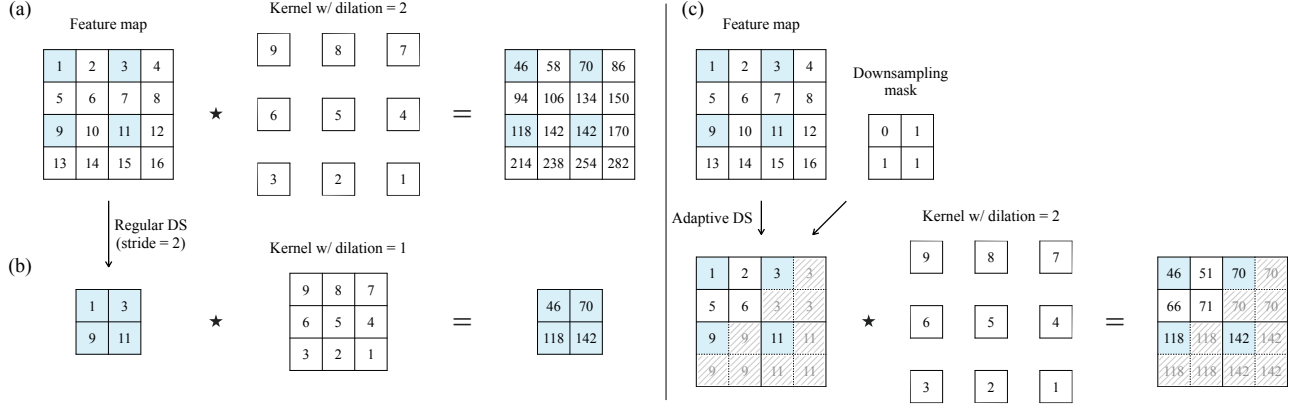 (a)
Feature map
Kernel w/ dilation = 2
1 2 3 4
5 6 7 8
9 10 11 12
13 14 15 16
★
9 8 7
6 5 4
3 2 1
=
46 58 70 86
94 106 134 150
118 142 142 170
214 238 254 282
Regular DS
(stride = 2)
(b)
1 3
9 11
★
Kernel w/ dilation = 1
9 8 7
6 5 4
3 2 1
=
46 70
118 142
(c)
Feature map
1 2 3 4
5 6 7 8
9 10 11 12
13 14 15 16
Downsampling
mask
0 1
1 1
Adaptive DS
1 2 3 3
5 6 3 3
9 9 11 11
9 9 11 11
★
Kernel w/ dilation = 2
9 8 7
6 5 4
3 2 1
=
46 51 70 70
66 71 70 70
118 118 142 142
118 118 142 142